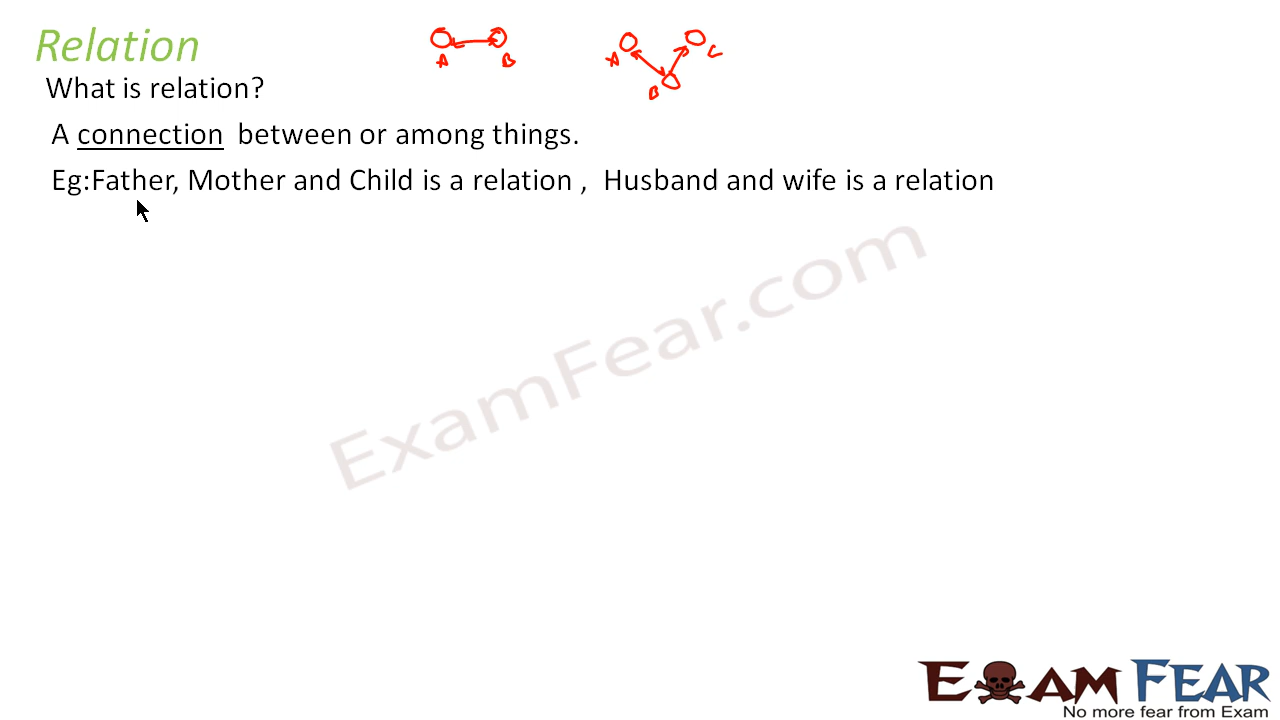 Relation
A B
A B C
What is relation?
A connection between or among things.
Eg:Father, Mother and Child is a relation , Husband and wife is a relation
ExamFear.com
EXAM FEAR
No more fear from Exam